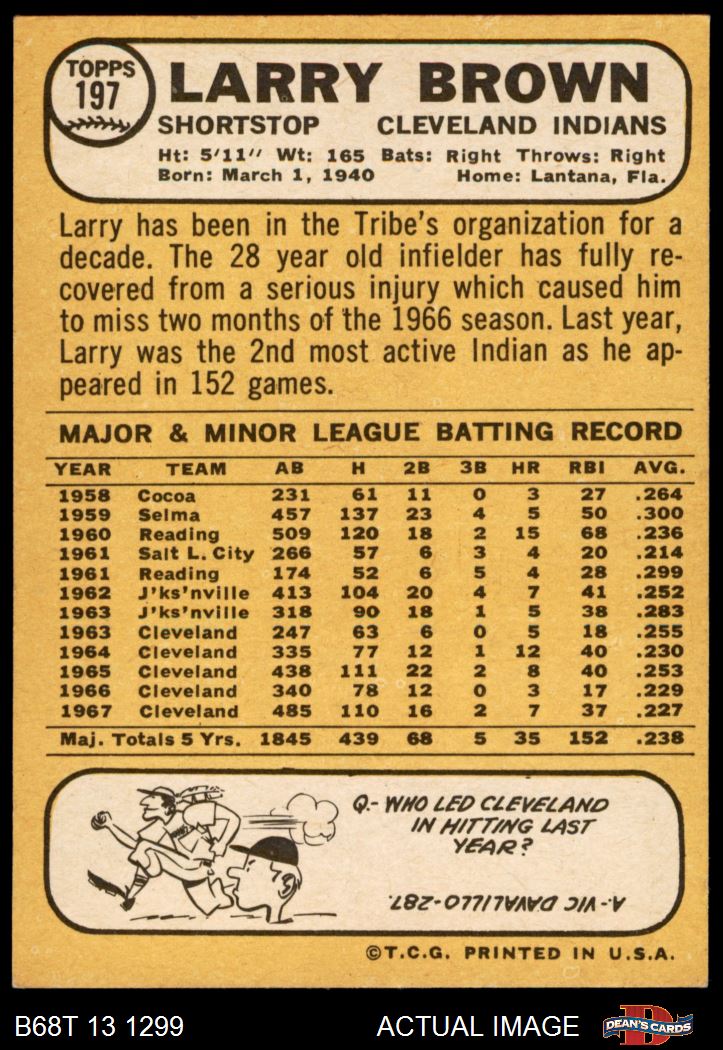 TOPPS
197
LARRY BROWN
SHORTSTOP CLEVELAND INDIANS
Ht: 5'11" Wt: 165 Bats: Right Throws: Right
Born: March 1, 1940 Home: Lantana, Fla.
Larry has been in the Tribe's organization for a
decade. The 28 year old infielder has fully re-
covered from a serious injury which caused him
to miss two months of the 1966 season. Last year,
Larry was the 2nd most active Indian as he ap-
peared in 152 games.
MAJOR & MINOR LEAGUE BATTING RECORD
YEAR TEAM AB H 2B 3B HR RBI AVG.
1958 Cocoa 231 61 11 0 3 27 .264
1959 Selma 457 137 23 4 5 50 .300
1960 Reading 509 120 18 2 15 68 .236
1961 Salt L. City 266 57 6 3 4 20 .214
1961 Reading 174 52 6 5 4 28 .299
1962 J'ks'nville 413 104 20 4 7 41 .252
1963 J'ks'nville 318 90 18 1 5 38 .283
1963 Cleveland 247 63 6 0 5 18 .255
1964 Cleveland 335 77 12 1 12 40 .230
1965 Cleveland 438 111 22 2 8 40 .253
1966 Cleveland 340 78 12 0 3 17 .229
1967 Cleveland 485 110 16 2 7 37 .227
Maj. Totals 5 Yrs. 1845 439 68 5 35 152 .238
Q.- WHO LED CLEVELAND
IN HITTING LAST
YEAR?
A.- VIC DAVALILLO-287.
©T.C.G. PRINTED IN U.S.A.
B68T 13 1299 ACTUAL IMAGE
D
DEAN'S CARDS